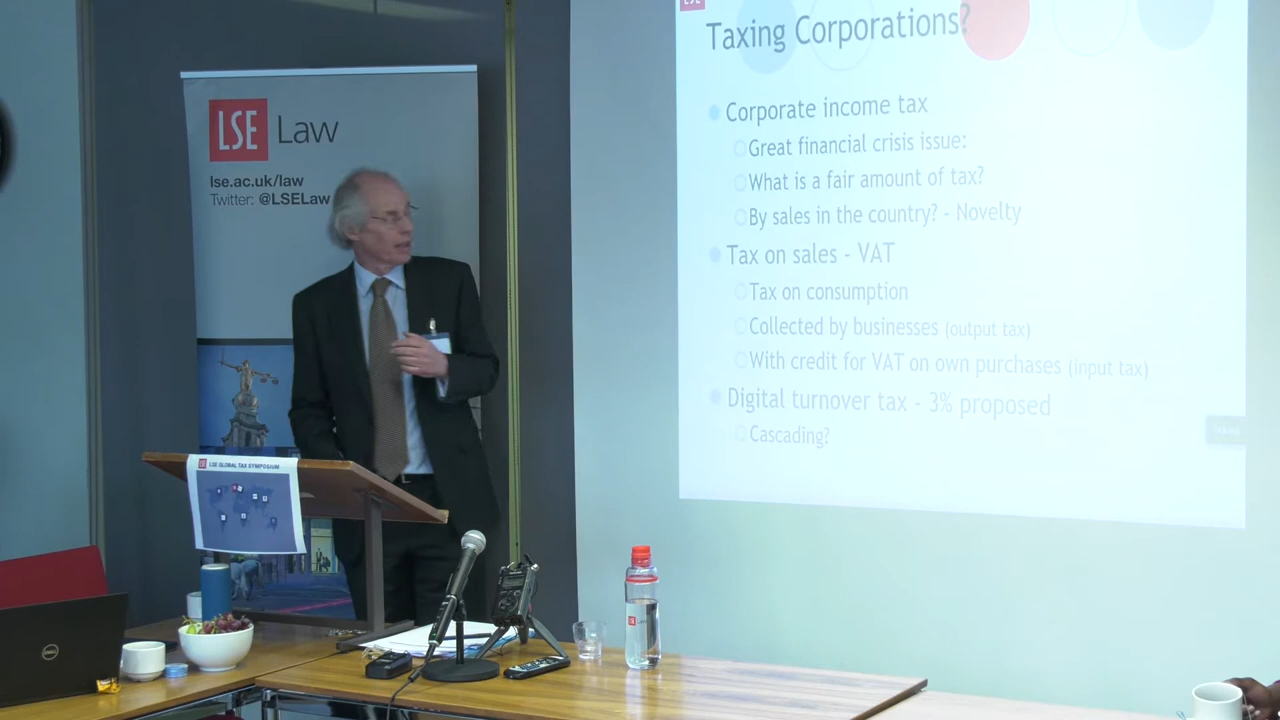 LSE Law
lse.ac.uk/law
Twitter: @LSELaw
LSE GLOBAL TAX SYMPOSIUM
DELL
LSE Law
LSE
Taxing Corporations?
Corporate income tax
Great financial crisis issue:
What is a fair amount of tax?
By sales in the country? - Novelty
Tax on sales - VAT
Tax on consumption
Collected by businesses (output tax)
With credit for VAT on own purchases (input tax)
Digital turnover tax - 3% proposed
Cascading?